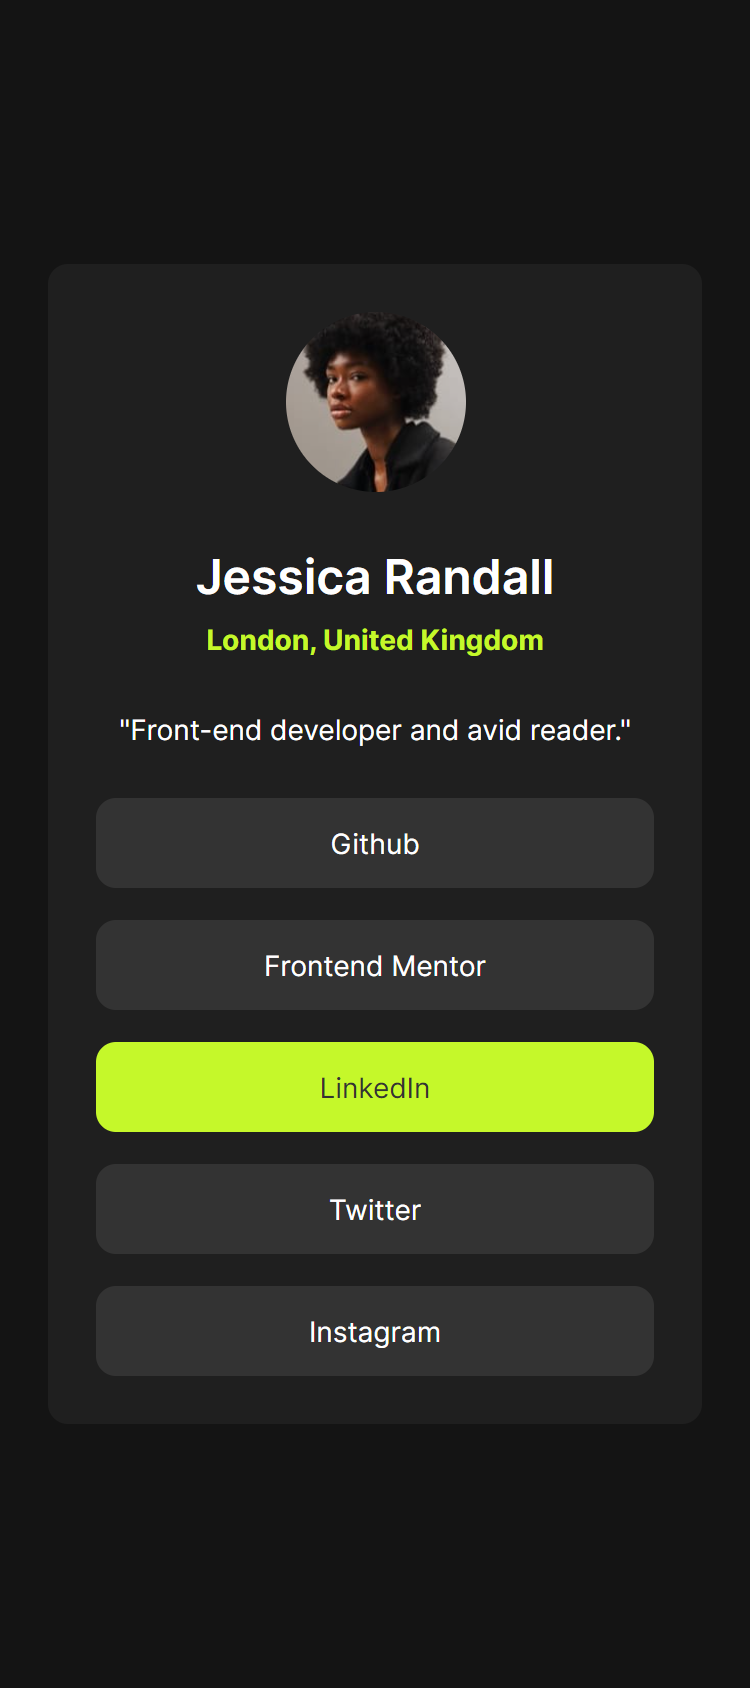 Jessica Randall
London, United Kingdom
"Front-end developer and avid reader."
Github
Frontend Mentor
LinkedIn
Twitter
Instagram